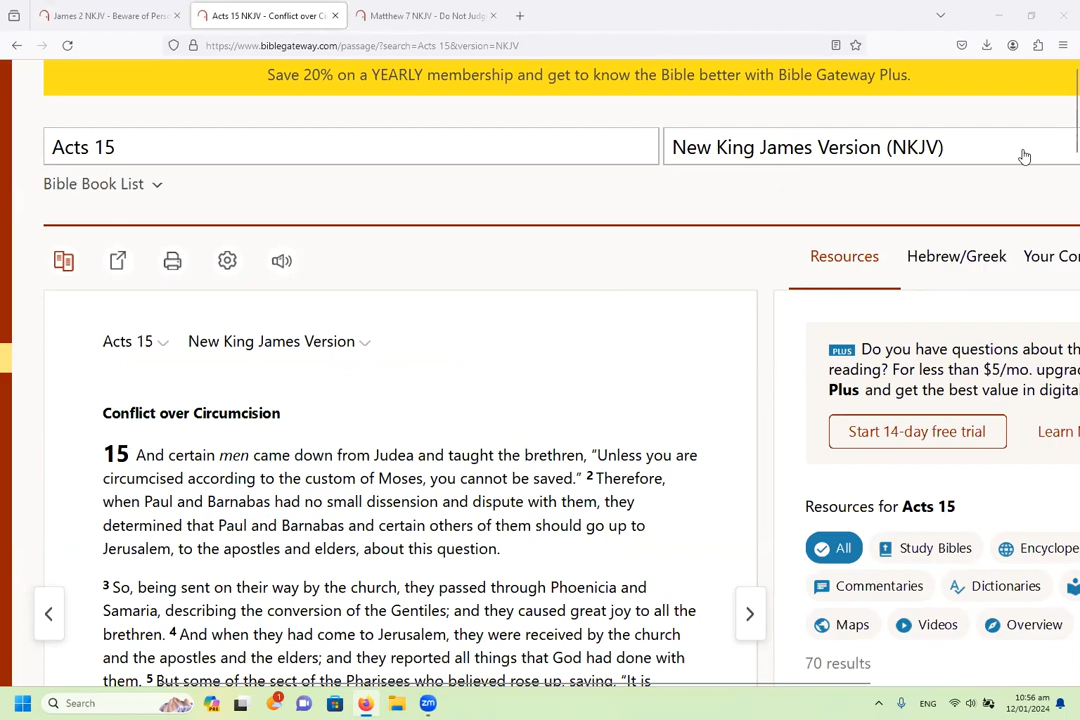 James 2 NKJV - Beware of Pers
Acts 15 NKJV - Conflict over Ci
Matthew 7 NKJV - Do Not Judg
https://www.biblegateway.com/passage/?search=Acts 15&version=NKJV
Save 20% on a YEARLY membership and get to know the Bible better with Bible Gateway Plus.
Acts 15
New King James Version (NKJV)
Bible Book List
Resources
Hebrew/Greek
Your Co
Acts 15
New King James Version
Conflict over Circumcision
15 And certain men came down from Judea and taught the brethren, “Unless you are
circumcised according to the custom of Moses, you cannot be saved.” 2 Therefore,
when Paul and Barnabas had no small dissension and dispute with them, they
determined that Paul and Barnabas and certain others of them should go up to
Jerusalem, to the apostles and elders, about this question.
3 So, being sent on their way by the church, they passed through Phoenicia and
Samaria, describing the conversion of the Gentiles; and they caused great joy to all the
brethren. 4 And when they had come to Jerusalem, they were received by the church
and the apostles and the elders; and they reported all things that God had done with
them. 5 But some of the sect of the Pharisees who believed rose up, saying, “It is
PLUS Do you have questions about th
reading? For less than $5/mo. upgra
Plus and get the best value in digita
Start 14-day free trial
Learn
Resources for Acts 15
All
Study Bibles
Encyclope
Commentaries
Dictionaries
Maps
Videos
Overview
70 results
Search
ENG
10:56 am
12/01/2024